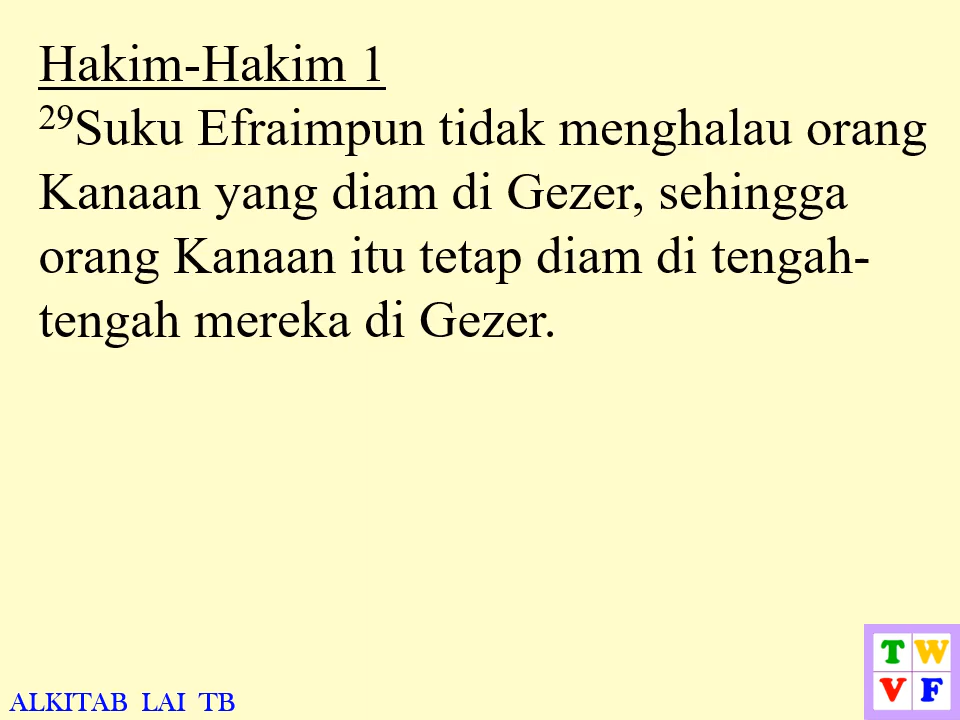 Hakim-Hakim 1
29Suku Efraimpun tidak menghalau orang
Kanaan yang diam di Gezer, sehingga
orang Kanaan itu tetap diam di tengah-
tengah mereka di Gezer.
T W
V F
ALKITAB LAI TB